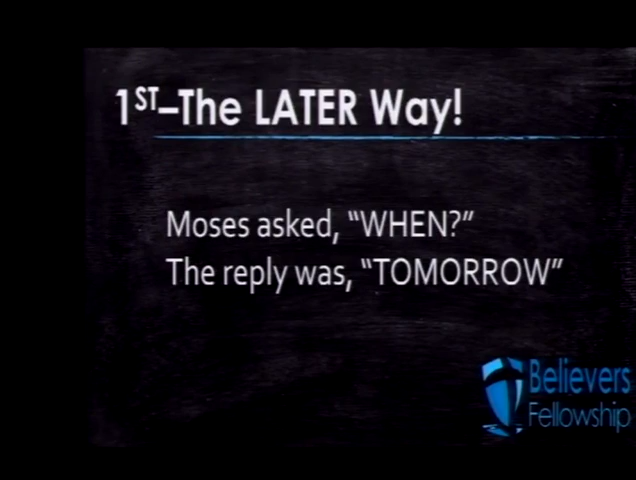 1ST–The LATER Way!
Moses asked, “WHEN?”
The reply was, “TOMORROW”
Believers
Fellowship